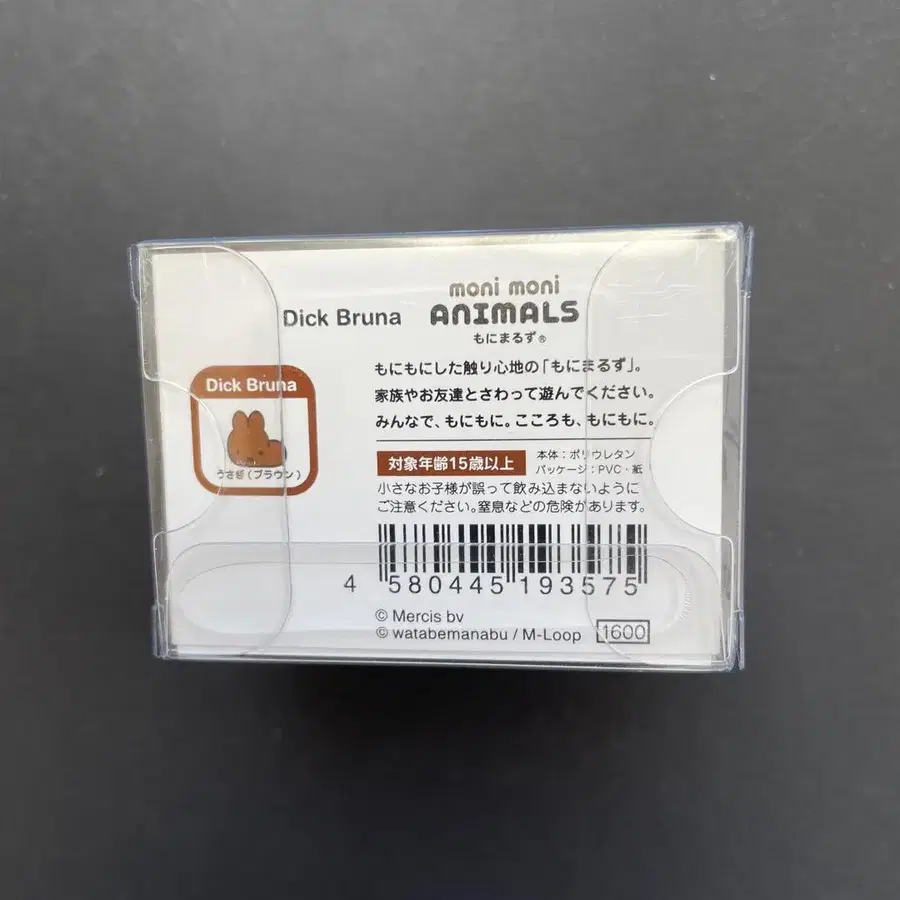 Dick Bruna
moni moni
ANIMALS
もにまるず®
もにもにした触り心地の「もにまるず」。
家族やお友達とさわって遊んでください。
みんなで、もにもに。こころも、もにもに。
Dick Bruna
うさぎ(ブラウン)
対象年齢15歳以上
本体:ポリウレタン
パッケージ:PVC・紙
小さなお子様が誤って飲み込まないように
ご注意ください。窒息などの危険があります。
4 580445 193575
© Mercis bv
© watabemanabu / M-Loop 1600